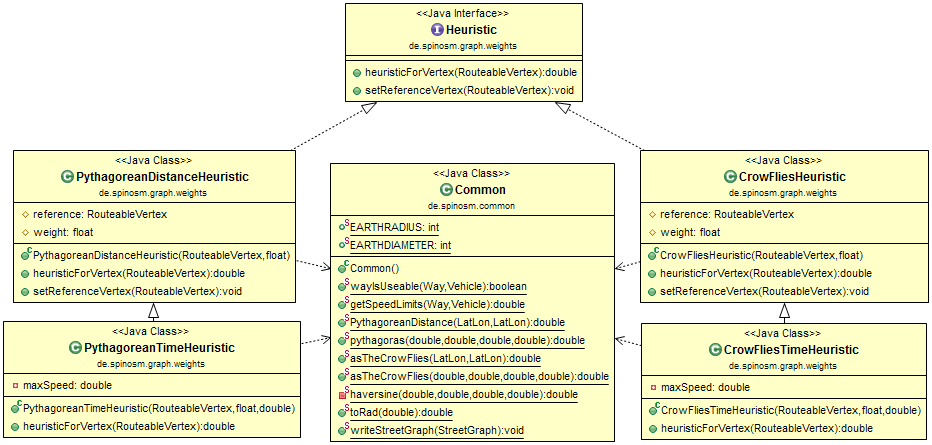 <<Java Interface>>
Heuristic
de.spinosm.graph.weights
heuristicForVertex(RouteableVertex):double
setReferenceVertex(RouteableVertex):void
<<Java Class>>
PythagoreanDistanceHeuristic
de.spinosm.graph.weights
reference: RouteableVertex
weight: float
PythagoreanDistanceHeuristic(RouteableVertex,float)
heuristicForVertex(RouteableVertex):double
setReferenceVertex(RouteableVertex):void
<<Java Class>>
Common
de.spinosm.common
EARTHRADIUS: int
EARTHDIAMETER: int
Common()
wayIsUseable(Way,Vehicle):boolean
getSpeedLimits(Way,Vehicle):double
PythagoreanDistance(LatLon,LatLon):double
pythagoras(double,double,double,double):double
asTheCrowFlies(LatLon,LatLon):double
asTheCrowFlies(double,double,double,double):double
haversine(double,double,double,double):double
toRad(double):double
writeStreetGraph(StreetGraph):void
<<Java Class>>
CrowFliesHeuristic
de.spinosm.graph.weights
reference: RouteableVertex
weight: float
CrowFliesHeuristic(RouteableVertex,float)
heuristicForVertex(RouteableVertex):double
setReferenceVertex(RouteableVertex):void
<<Java Class>>
PythagoreanTimeHeuristic
de.spinosm.graph.weights
maxSpeed: double
PythagoreanTimeHeuristic(RouteableVertex,float,double)
heuristicForVertex(RouteableVertex):double
<<Java Class>>
CrowFliesTimeHeuristic
de.spinosm.graph.weights
maxSpeed: double
CrowFliesTimeHeuristic(RouteableVertex,float,double)
heuristicForVertex(RouteableVertex):double